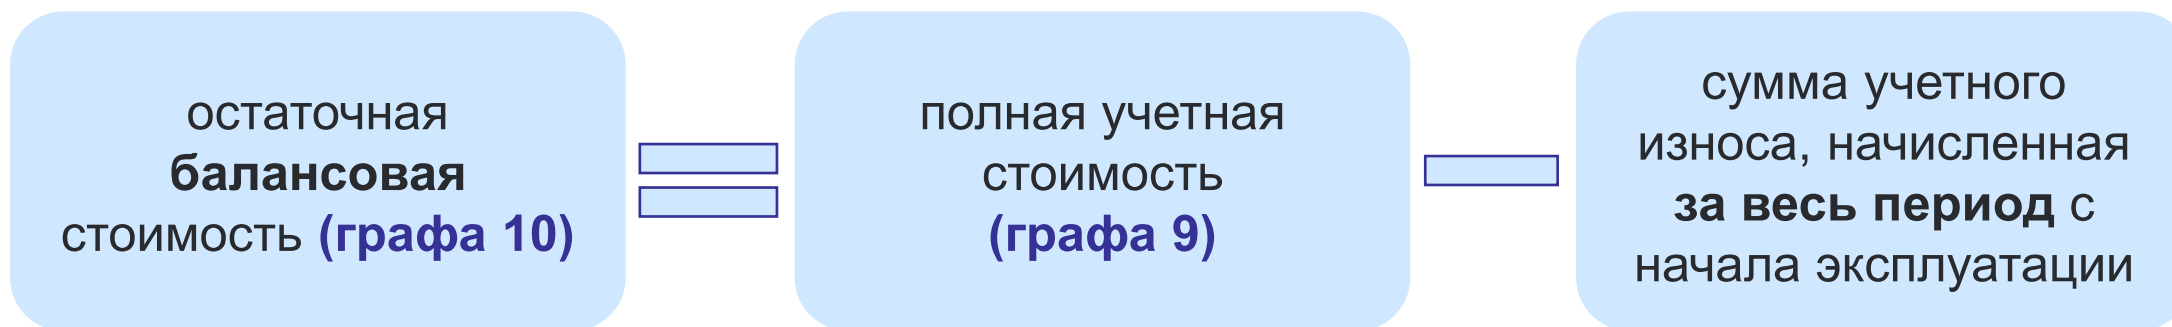 остаточная
балансовая
стоимость (графа 10)
полная учетная
стоимость
(графа 9)
сумма учетного
износа, начисленная
за весь период с
начала эксплуатации